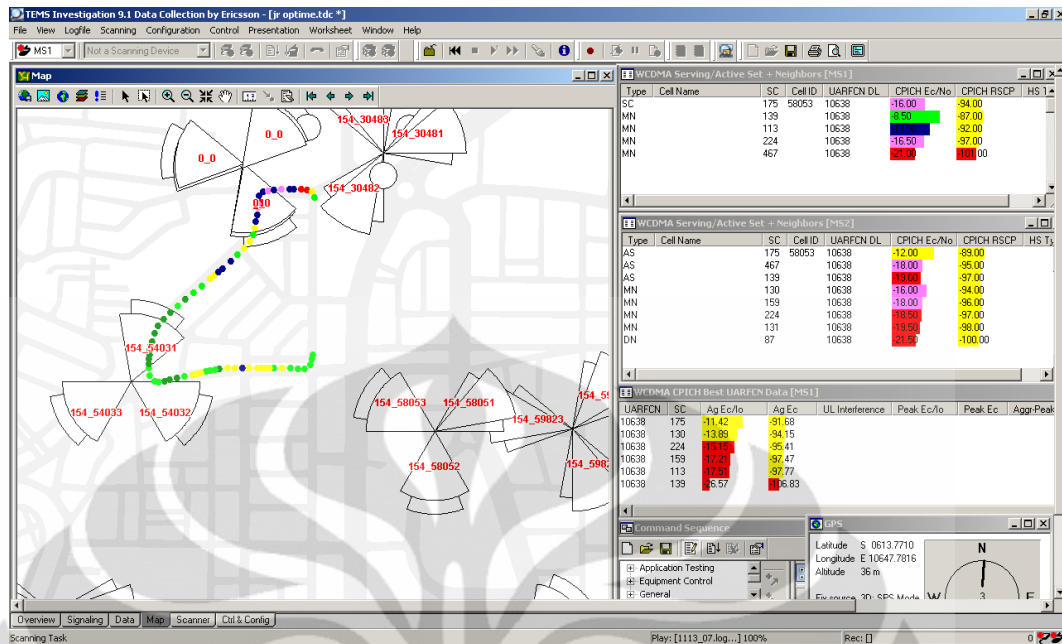 TEMS Investigation 9.1 Data Collection by Ericsson - [jr optime.tdc *]
File View Logfile Scanning Configuration Control Presentation Worksheet Window Help
MS1 Not a Scanning Device
Map
154_30483
154_30481
0_0
0_0
154_30482
154_54031
154_54033 154_54032
154_58053 154_58051
154_59823
154_58052
WCDMA Serving/Active Set + Neighbors [MS1]
Type Cell Name SC Cell ID UARFCN DL CPICH Ec/No CPICH RSCP
SC 175 58053 10638 -16.00 -94.00
MN 139 10638 -8.50 -87.00
MN 113 10638 -92.00
MN 224 10638 -16.50 -97.00
MN 467 10638 -21.00 -101.00
WCDMA Serving/Active Set + Neighbors [MS2]
Type Cell Name SC Cell ID UARFCN DL CPICH Ec/No CPICH RSCP
AS 175 58053 10638 -12.00 -89.00
AS 467 10638 -18.00 -95.00
AS 139 10638 -19.00 -97.00
MN 130 10638 -16.00 -94.00
MN 159 10638 -18.00 -96.00
MN 224 10638 -18.50 -97.00
MN 131 10638 -19.50 -98.00
DN 87 10638 -21.50 -100.00
WCDMA CPICH Best UARFCN Data [MS1]
UARFCN SC Ag Ec/Io Ag Ec UL Interference Peak Ec/Io Peak Ec Aggr-Peak
10638 175 -11.42 -91.68
10638 130 -13.89 -94.15
10638 224 -15.15 -95.41
10638 159 -17.21 -97.47
10638 113 -17.51 -97.77
10638 139 -26.57 -106.83
Command Sequence
Application Testing
Equipment Control
General
GPS
Latitude S 0613.7710
Longitude E 10647.7816
Altitude 36 m
Fix source 3D: SPS Mode
N
W 3 E
Overview Signaling Data Map Scanner Ctrl & Config
Scanning Task Play: [1113_07.log...] 100% Rec: [] 0